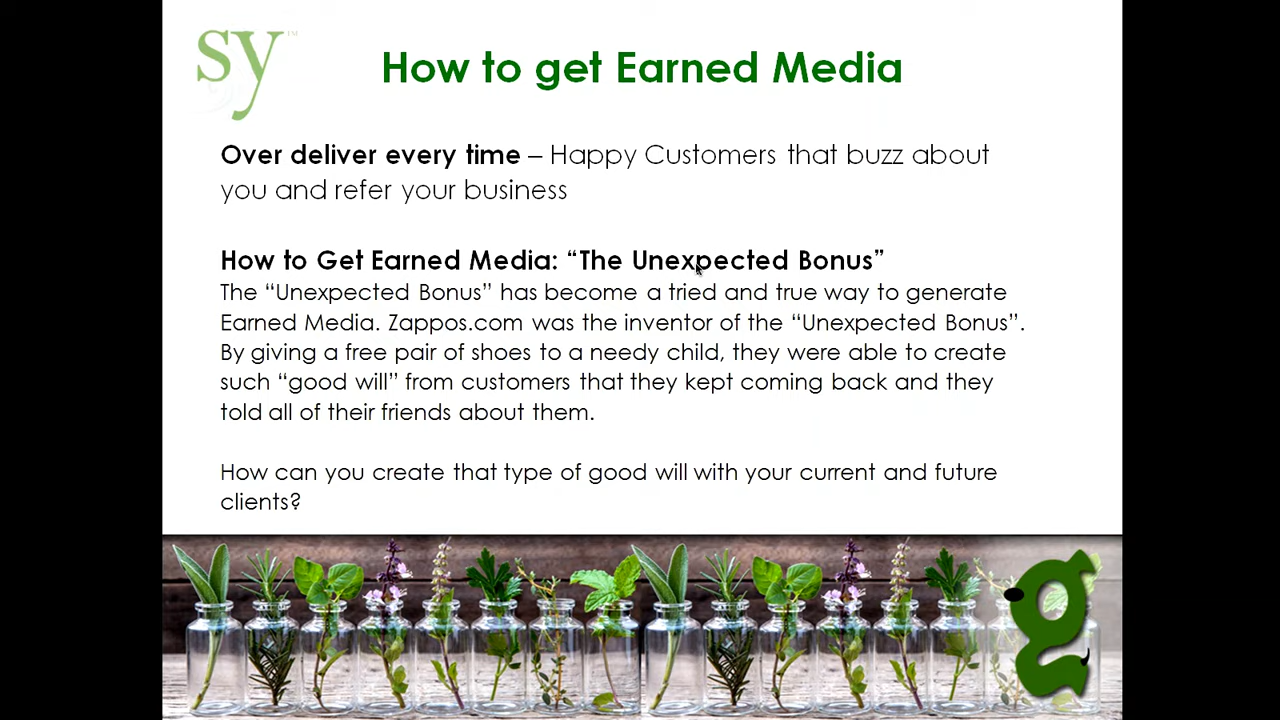 sy™
How to get Earned Media
Over deliver every time – Happy Customers that buzz about
you and refer your business
How to Get Earned Media: “The Unexpected Bonus”
The “Unexpected Bonus” has become a tried and true way to generate
Earned Media. Zappos.com was the inventor of the “Unexpected Bonus”.
By giving a free pair of shoes to a needy child, they were able to create
such “good will” from customers that they kept coming back and they
told all of their friends about them.
How can you create that type of good will with your current and future
clients?
g